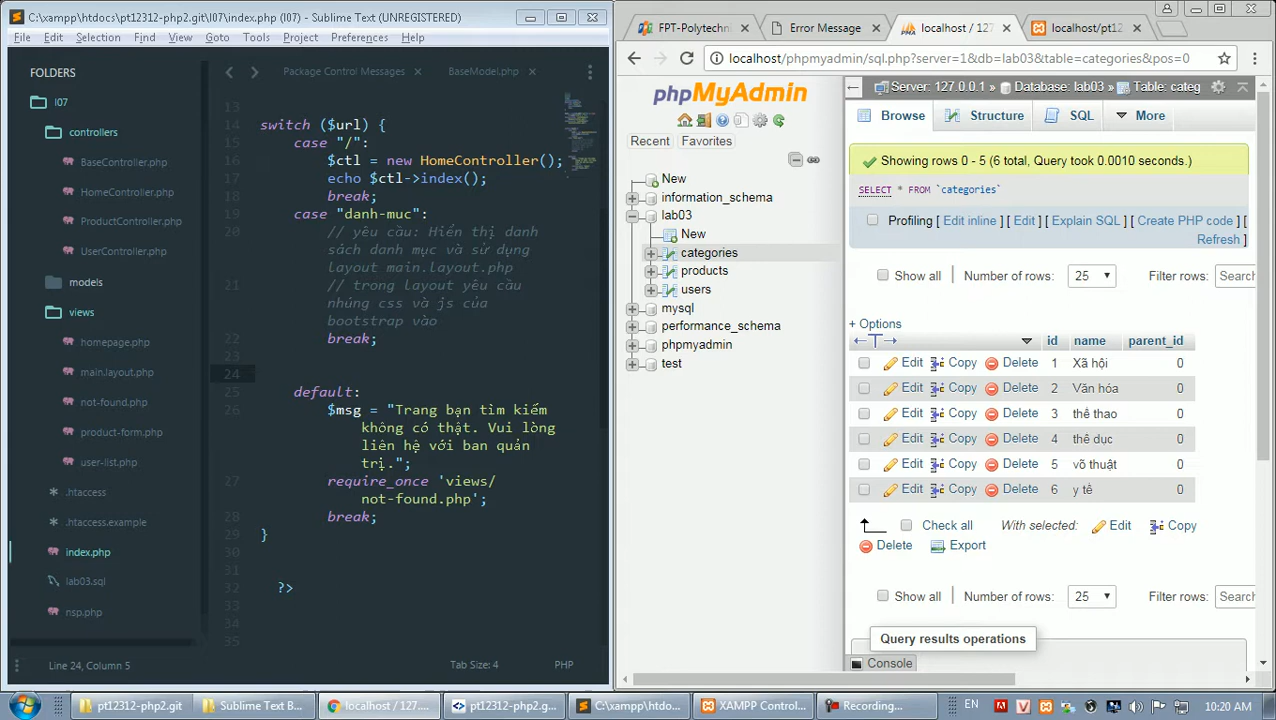 C:\xampp\htdocs\pt12312-php2.git\l07\index.php (l07) - Sublime Text (UNREGISTERED)
File Edit Selection Find View Goto Tools Project Preferences Help
FOLDERS
l07
controllers
BaseController.php
HomeController.php
ProductController.php
UserController.php
models
views
homepage.php
main.layout.php
not-found.php
product-form.php
user-list.php
.htaccess
.htaccess.example
index.php
lab03.sql
nsp.php
Package Control Messages
BaseModel.php
13
14 switch ($url) {
15 case "/":
16 $ctl = new HomeController();
17 echo $ctl->index();
18 break;
19 case "danh-muc":
20 // yêu cầu: Hiển thị danh
sách danh mục và sử dụng
layout main.layout.php
21 // trong layout yêu cầu
nhúng css và js của
bootstrap vào
22 break;
23
24
25 default:
26 $msg = "Trang bạn tìm kiếm
không có thật. Vui lòng
liên hệ với ban quản
trị.";
27 require_once 'views/
not-found.php';
28 break;
29 }
30
31
32 ?>
33
34
35
Line 24, Column 5
Tab Size: 4
PHP
FPT-Polytechni
Error Message
localhost / 127
localhost/pt12
localhost/phpmyadmin/sql.php?server=1&db=lab03&table=categories&pos=0
phpMyAdmin
Recent
Favorites
New
information_schema
lab03
New
categories
products
users
mysql
performance_schema
phpmyadmin
test
Server: 127.0.0.1 » Database: lab03 » Table: categ
Browse Structure SQL More
Showing rows 0 - 5 (6 total, Query took 0.0010 seconds.)
SELECT * FROM `categories`
Profiling [ Edit inline ] [ Edit ] [ Explain SQL ] [ Create PHP code ] [
Refresh ]
Show all Number of rows: 25 Filter rows: Search
+ Options
←T→ id name parent_id
Edit Copy Delete 1 Xã hội 0
Edit Copy Delete 2 Văn hóa 0
Edit Copy Delete 3 thể thao 0
Edit Copy Delete 4 thể dục 0
Edit Copy Delete 5 võ thuật 0
Edit Copy Delete 6 y tế 0
Check all With selected: Edit Copy
Delete Export
Show all Number of rows: 25 Filter rows: Search
Query results operations
Console
pt12312-php2.git
Sublime Text B...
localhost / 127....
pt12312-php2.g...
C:\xampp\htdo...
XAMPP Control...
Recording...
EN
10:20 AM